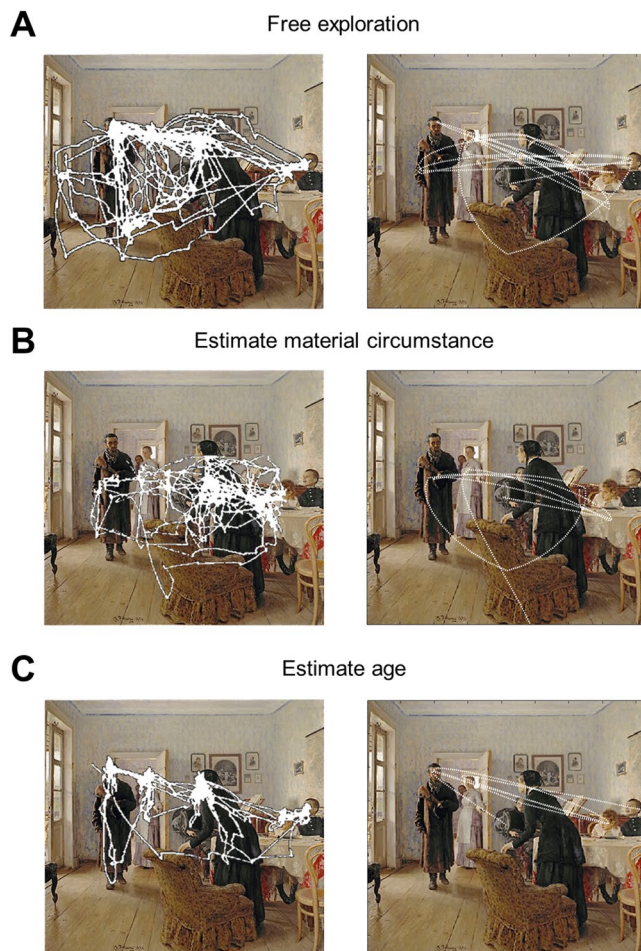 A
Free exploration
B
Estimate material circumstance
C
Estimate age